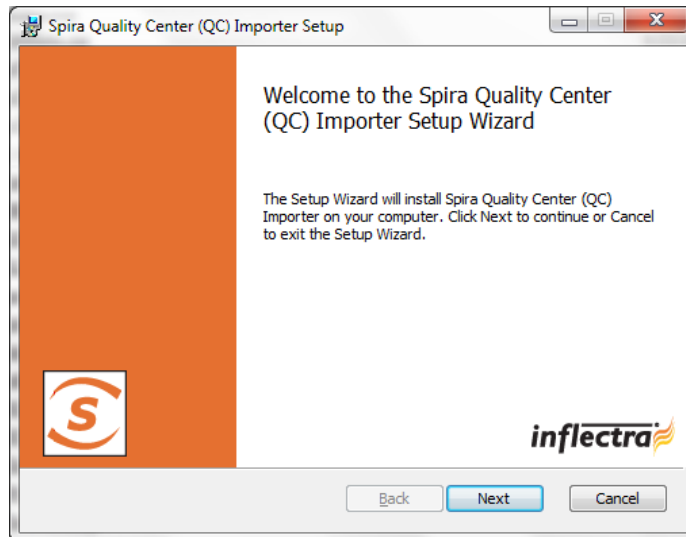 Spira Quality Center (QC) Importer Setup
Welcome to the Spira Quality Center
(QC) Importer Setup Wizard
The Setup Wizard will install Spira Quality Center (QC)
Importer on your computer. Click Next to continue or Cancel
to exit the Setup Wizard.
S
inflectra
Back Next Cancel